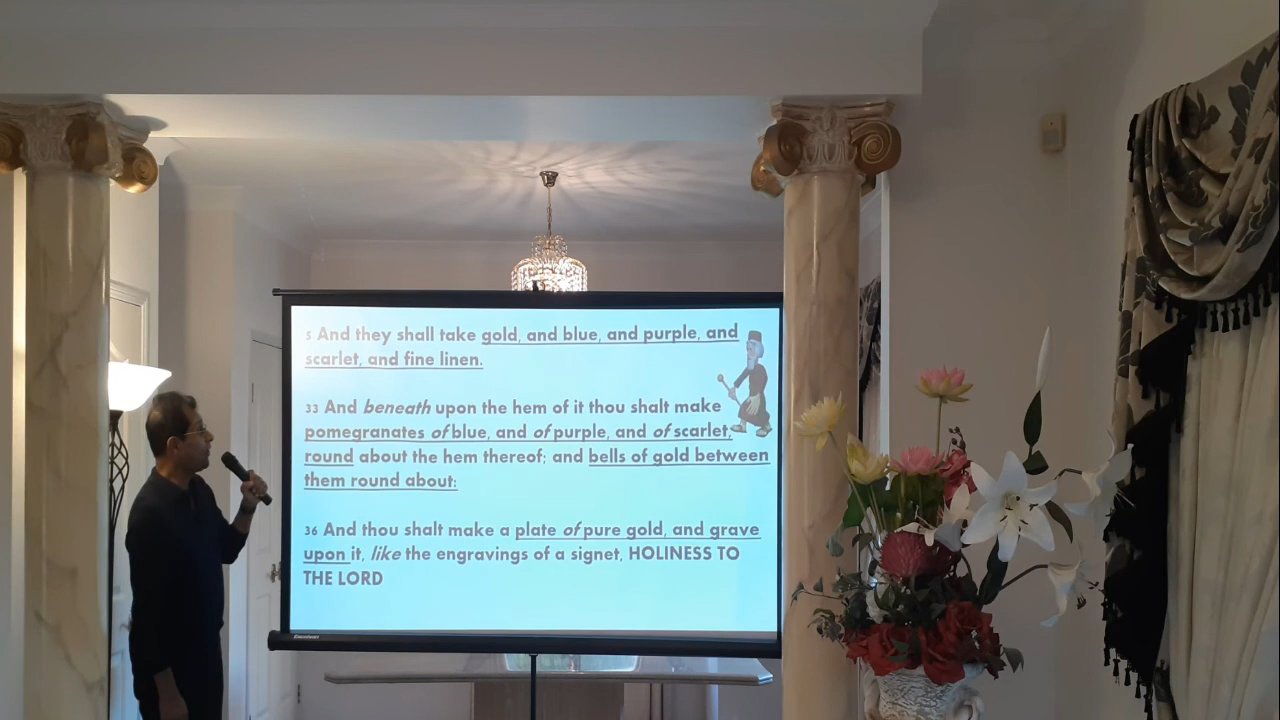 5 And they shall take gold, and blue, and purple, and
scarlet, and fine linen.
33 And beneath upon the hem of it thou shalt make
pomegranates of blue, and of purple, and of scarlet,
round about the hem thereof; and bells of gold between
them round about:
36 And thou shalt make a plate of pure gold, and grave
upon it, like the engravings of a signet, HOLINESS TO
THE LORD